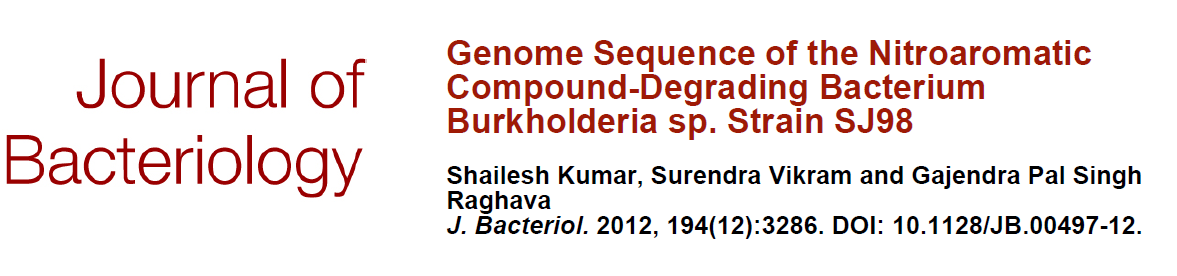 Journal of
Bacteriology
Genome Sequence of the Nitroaromatic
Compound-Degrading Bacterium
Burkholderia sp. Strain SJ98
Shailesh Kumar, Surendra Vikram and Gajendra Pal Singh
Raghava
J. Bacteriol. 2012, 194(12):3286. DOI: 10.1128/JB.00497-12.